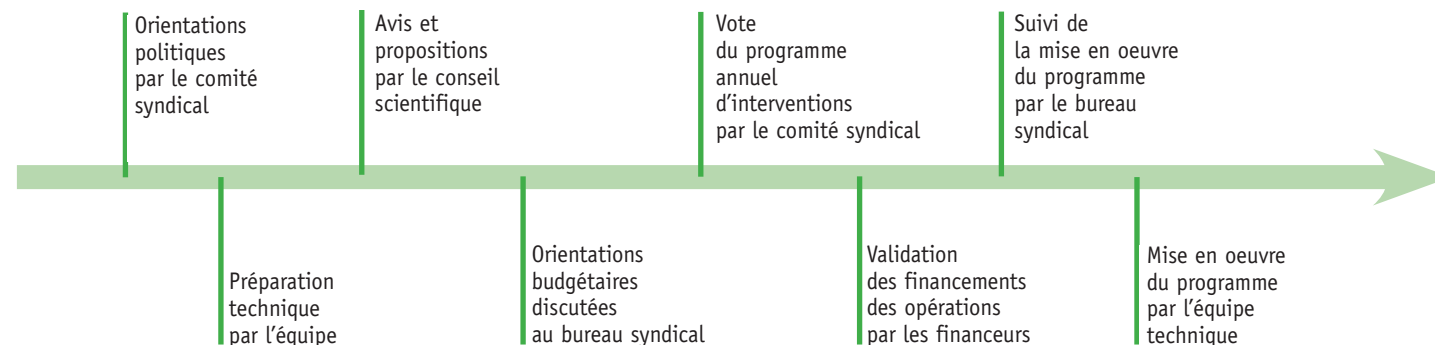 Orientations
politiques
par le comité
syndical
Préparation
technique
par l’équipe
Avis et
propositions
par le conseil
scientifique
Orientations
budgétaires
discutées
au bureau syndical
Vote
du programme
annuel
d’interventions
par le comité syndical
Validation
des financements
des opérations
par les financeurs
Suivi de
la mise en oeuvre
du programme
par le bureau
syndical
Mise en oeuvre
du programme
par l’équipe
technique